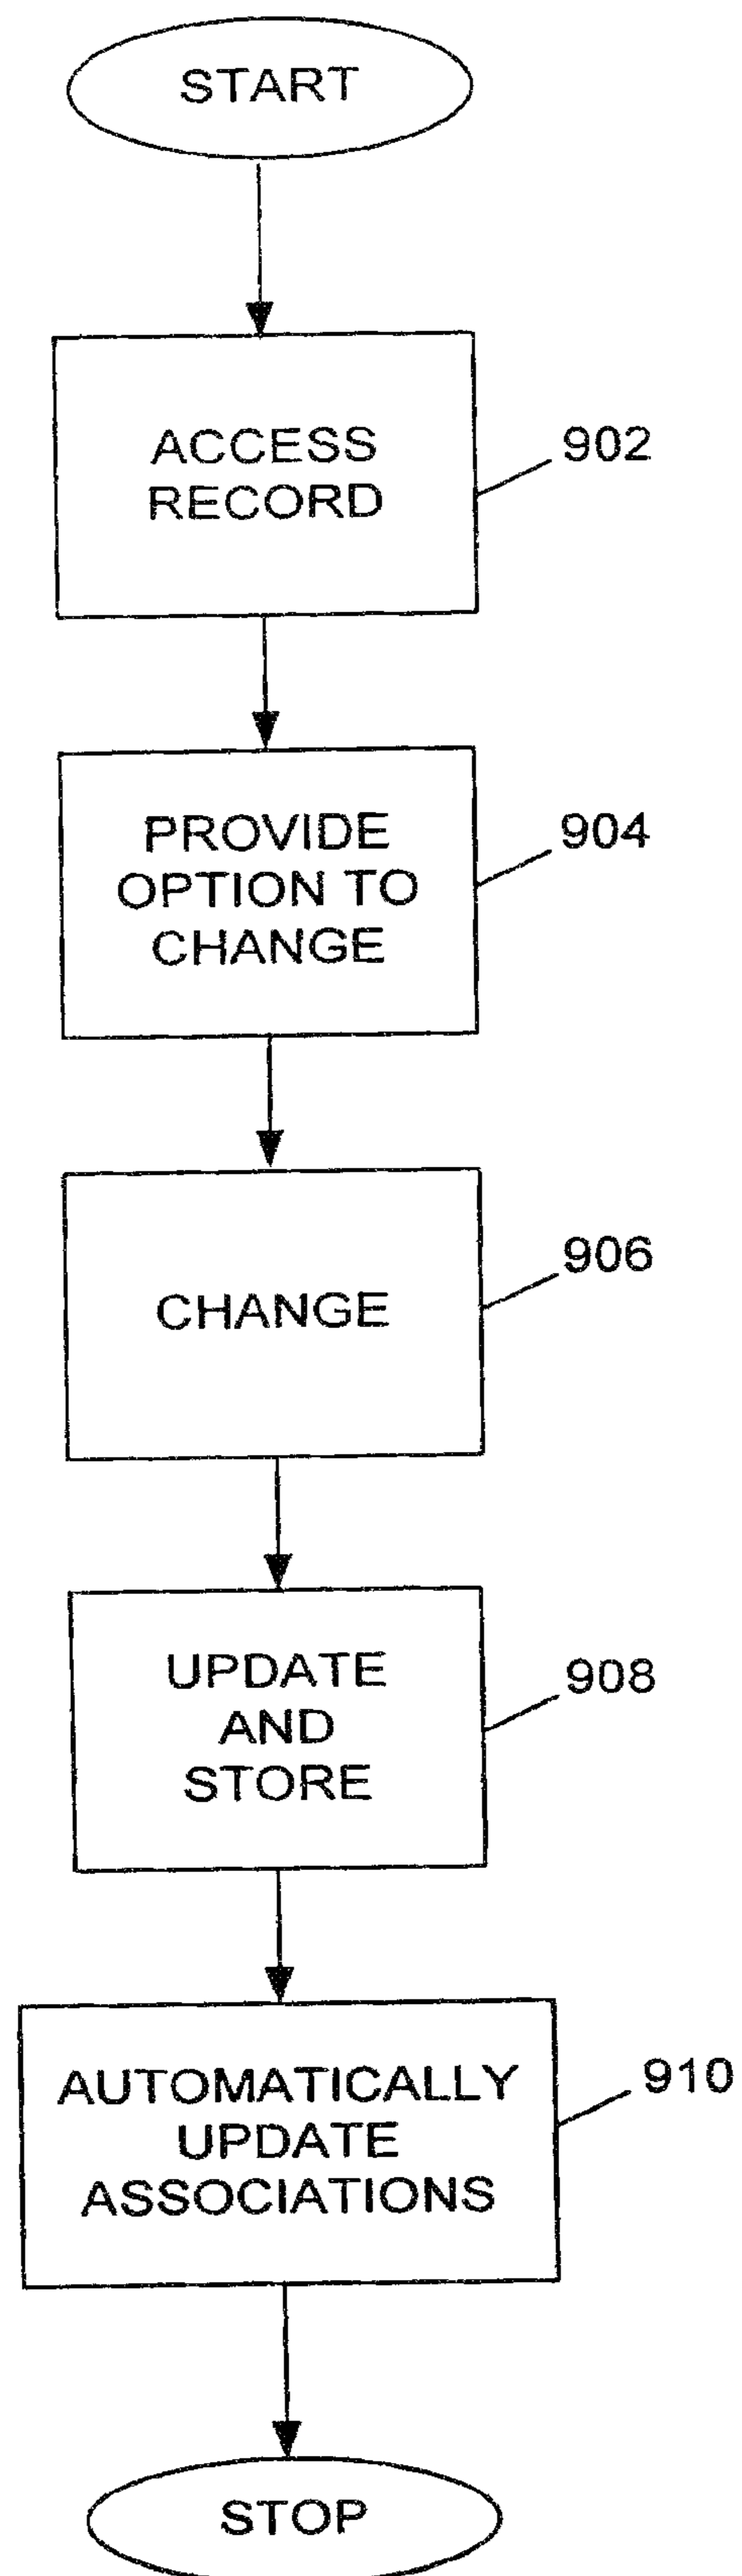 START
ACCESS
RECORD
902
PROVIDE
OPTION TO
CHANGE
904
CHANGE
906
UPDATE
AND
STORE
908
AUTOMATICALLY
UPDATE
ASSOCIATIONS
910
STOP